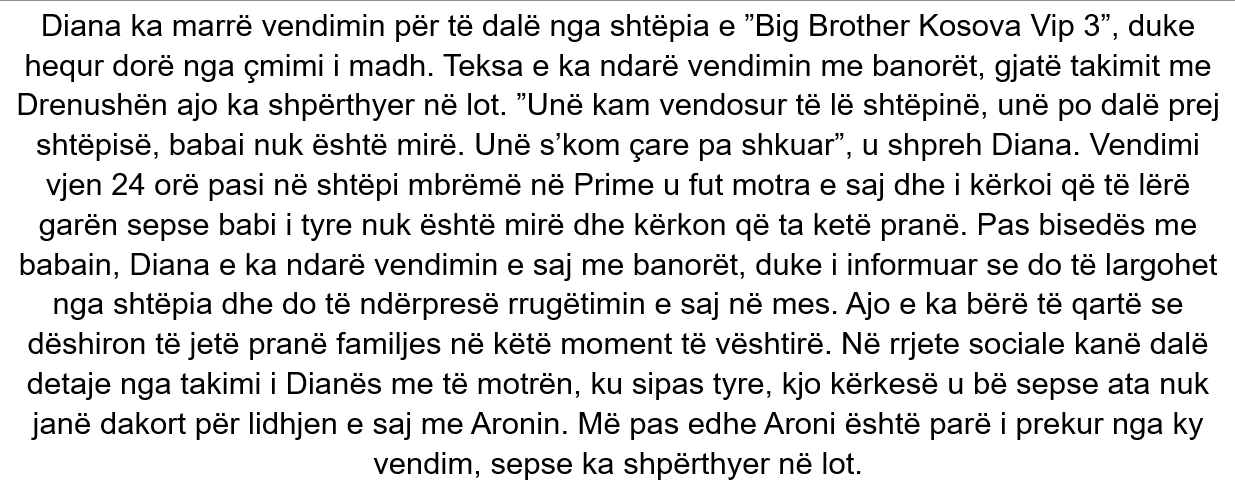 Diana ka marrë vendimin për të dalë nga shtëpia e ”Big Brother Kosova Vip 3”, duke
hequr dorë nga çmimi i madh. Teksa e ka ndarë vendimin me banorët, gjatë takimit me
Drenushën ajo ka shpërthyer në lot. ”Unë kam vendosur të lë shtëpinë, unë po dalë prej
shtëpisë, babai nuk është mirë. Unë s’kom çare pa shkuar”, u shpreh Diana. Vendimi
vjen 24 orë pasi në shtëpi mbrëmë në Prime u fut motra e saj dhe i kërkoi që të lërë
garën sepse babi i tyre nuk është mirë dhe kërkon që ta ketë pranë. Pas bisedës me
babain, Diana e ka ndarë vendimin e saj me banorët, duke i informuar se do të largohet
nga shtëpia dhe do të ndërpresë rrugëtimin e saj në mes. Ajo e ka bërë të qartë se
dëshiron të jetë pranë familjes në këtë moment të vështirë. Në rrjete sociale kanë dalë
detaje nga takimi i Dianës me të motrën, ku sipas tyre, kjo kërkesë u bë sepse ata nuk
janë dakort për lidhjen e saj me Aronin. Më pas edhe Aroni është parë i prekur nga ky
vendim, sepse ka shpërthyer në lot.